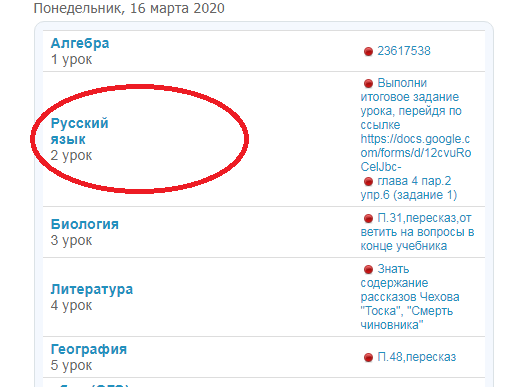 Понедельник, 16 марта 2020
Алгебра
1 урок
23617538
Русский
язык
2 урок
Выполни
итоговое задание
урока, перейдя по
ссылке
https://docs.google.c
om/forms/d/12cvuRo
CelJbc-
глава 4 пар.2
упр.6 (задание 1)
Биология
3 урок
П.31,пересказ,от
ветить на вопросы в
конце учебника
Литература
4 урок
Знать
содержание
рассказов Чехова
"Тоска", "Смерть
чиновника"
География
5 урок
П.48,пересказ